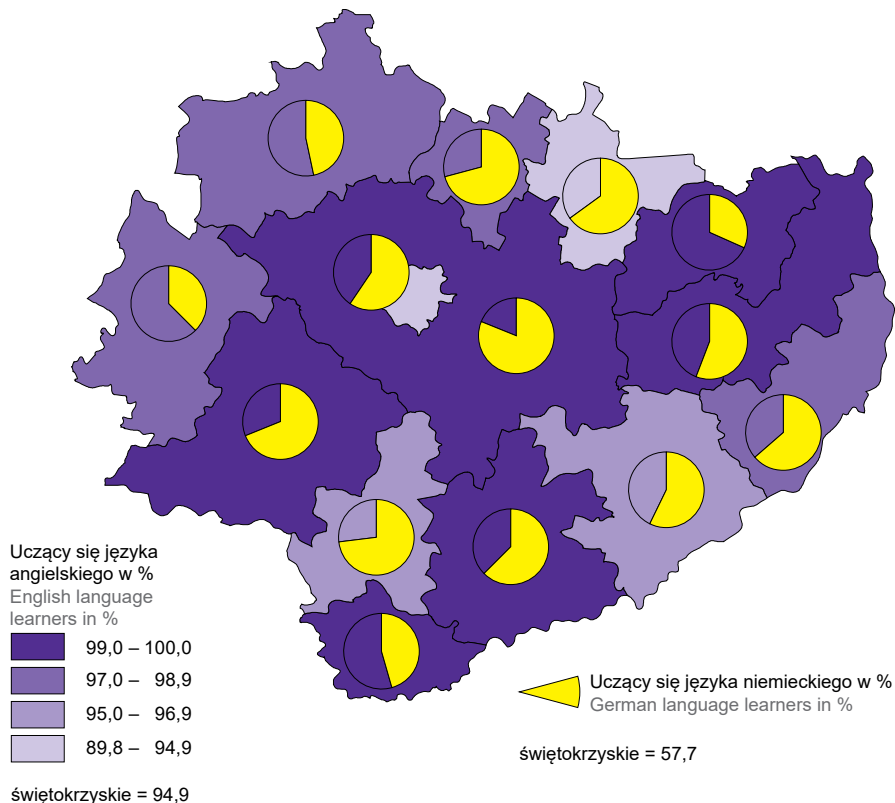 Uczący się języka
angielskiego w %
English language
learners in %
99,0 – 100,0
97,0 – 98,9
95,0 – 96,9
89,8 – 94,9
świętokrzyskie = 94,9
Uczący się języka niemieckiego w %
German language learners in %
świętokrzyskie = 57,7